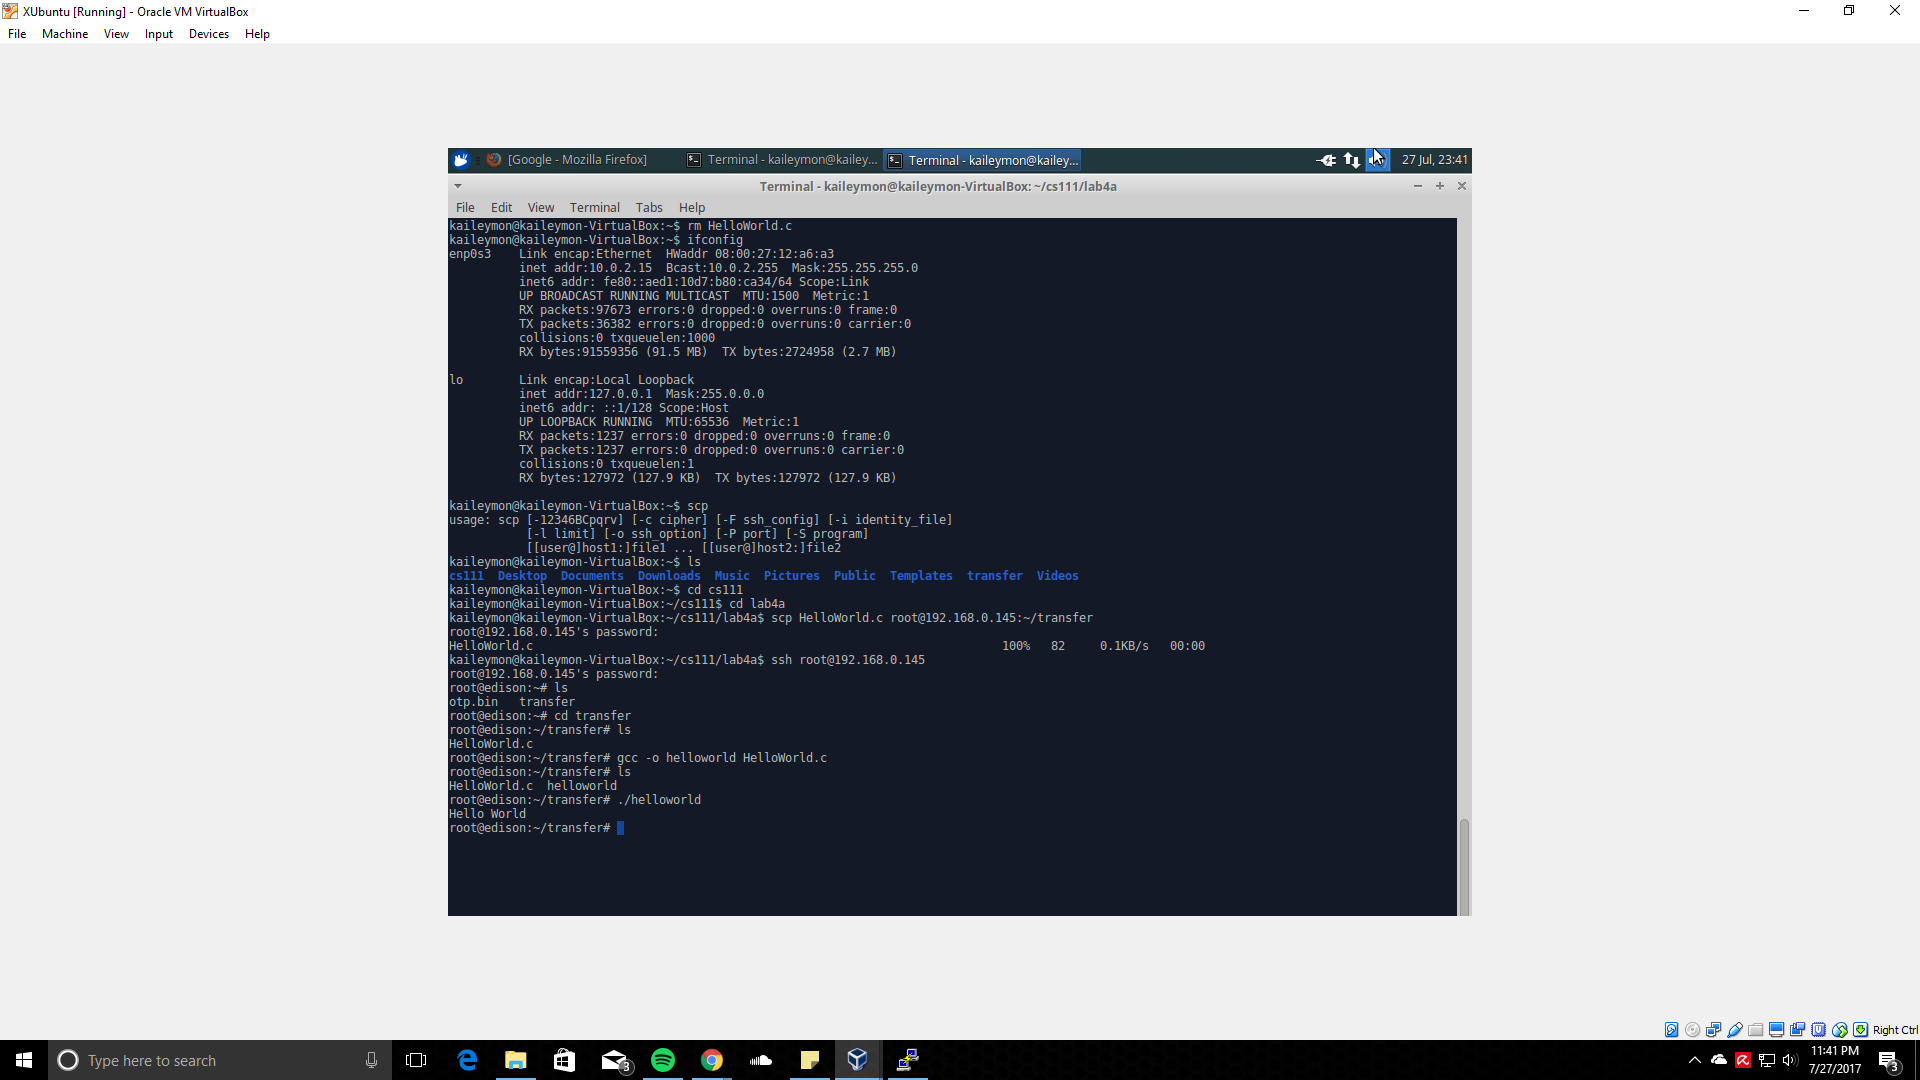 XUbuntu [Running] - Oracle VM VirtualBox
File Machine View Input Devices Help
[Google - Mozilla Firefox] Terminal - kaileymon@kailey... Terminal - kaileymon@kailey... 27 Jul, 23:41
Terminal - kaileymon@kaileymon-VirtualBox: ~/cs111/lab4a
File Edit View Terminal Tabs Help
kaileymon@kaileymon-VirtualBox:~$ rm HelloWorld.c
kaileymon@kaileymon-VirtualBox:~$ ifconfig
enp0s3    Link encap:Ethernet  HWaddr 08:00:27:12:a6:a3
          inet addr:10.0.2.15  Bcast:10.0.2.255  Mask:255.255.255.0
          inet6 addr: fe80::aed1:10d7:b80:ca34/64 Scope:Link
          UP BROADCAST RUNNING MULTICAST  MTU:1500  Metric:1
          RX packets:97673 errors:0 dropped:0 overruns:0 frame:0
          TX packets:36382 errors:0 dropped:0 overruns:0 carrier:0
          collisions:0 txqueuelen:1000
          RX bytes:91559356 (91.5 MB)  TX bytes:2724958 (2.7 MB)
lo        Link encap:Local Loopback
          inet addr:127.0.0.1  Mask:255.0.0.0
          inet6 addr: ::1/128 Scope:Host
          UP LOOPBACK RUNNING  MTU:65536  Metric:1
          RX packets:1237 errors:0 dropped:0 overruns:0 frame:0
          TX packets:1237 errors:0 dropped:0 overruns:0 carrier:0
          collisions:0 txqueuelen:1
          RX bytes:127972 (127.9 KB)  TX bytes:127972 (127.9 KB)
kaileymon@kaileymon-VirtualBox:~$ scp
usage: scp [-12346BCpqrv] [-c cipher] [-F ssh_config] [-i identity_file]
           [-l limit] [-o ssh_option] [-P port] [-S program]
           [[user@]host1:]file1 ... [[user@]host2:]file2
kaileymon@kaileymon-VirtualBox:~$ ls
cs111  Desktop  Documents  Downloads  Music  Pictures  Public  Templates  transfer  Videos
kaileymon@kaileymon-VirtualBox:~$ cd cs111
kaileymon@kaileymon-VirtualBox:~/cs111$ cd lab4a
kaileymon@kaileymon-VirtualBox:~/cs111/lab4a$ scp HelloWorld.c root@192.168.0.145:~/transfer
root@192.168.0.145's password:
HelloWorld.c 100% 82 0.1KB/s 00:00
kaileymon@kaileymon-VirtualBox:~/cs111/lab4a$ ssh root@192.168.0.145
root@192.168.0.145's password:
root@edison:~# ls
otp.bin   transfer
root@edison:~# cd transfer
root@edison:~/transfer# ls
HelloWorld.c
root@edison:~/transfer# gcc -o helloworld HelloWorld.c
root@edison:~/transfer# ls
HelloWorld.c  helloworld
root@edison:~/transfer# ./helloworld
Hello World
root@edison:~/transfer#
Right Ctrl
Type here to search 3 11:41 PM 3
7/27/2017